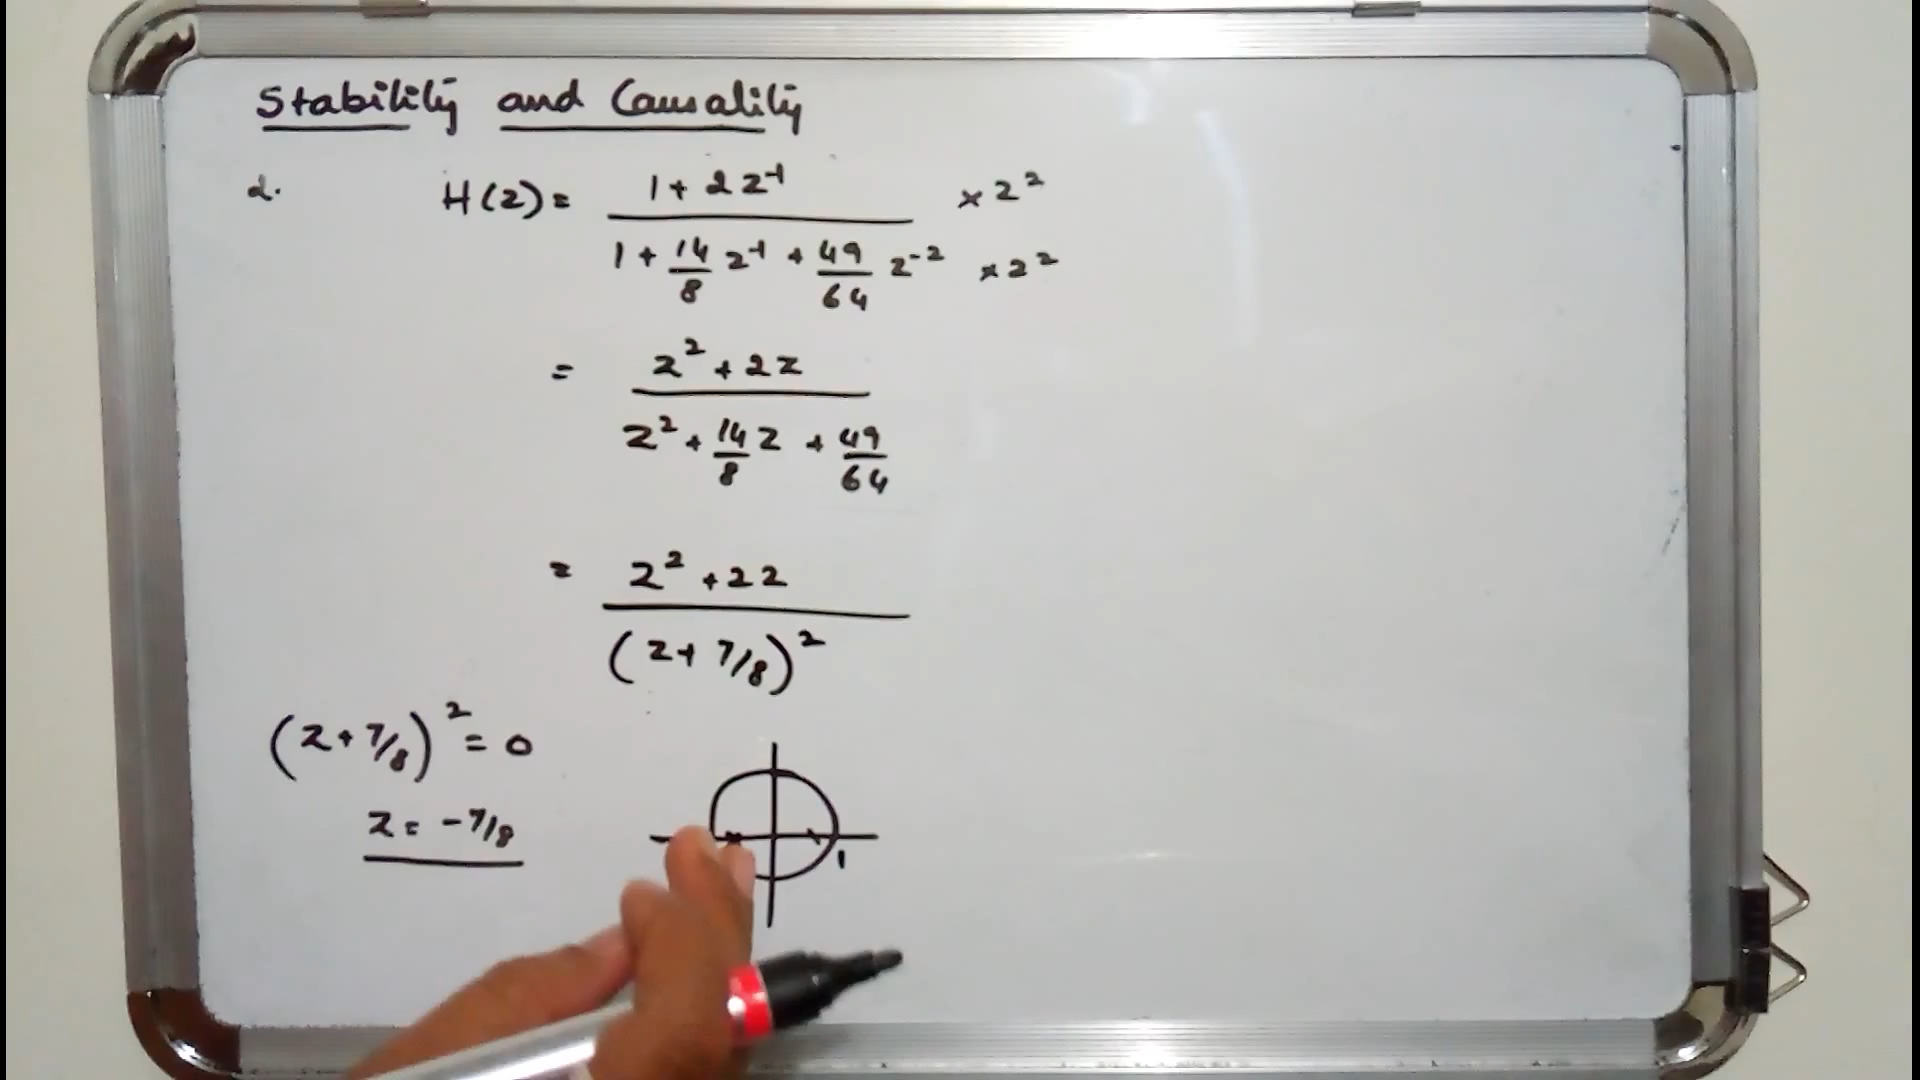 Stability and Causality
2. H(z) = 1 + 2z⁻¹ / 1 + 14/8 z⁻¹ + 49/64 z⁻² × z² × z²
= z² + 2z / z² + 14/8 z + 49/64
= z² + 2z / (z + 7/8)²
(z + 7/8)² = 0
z = -7/8
1